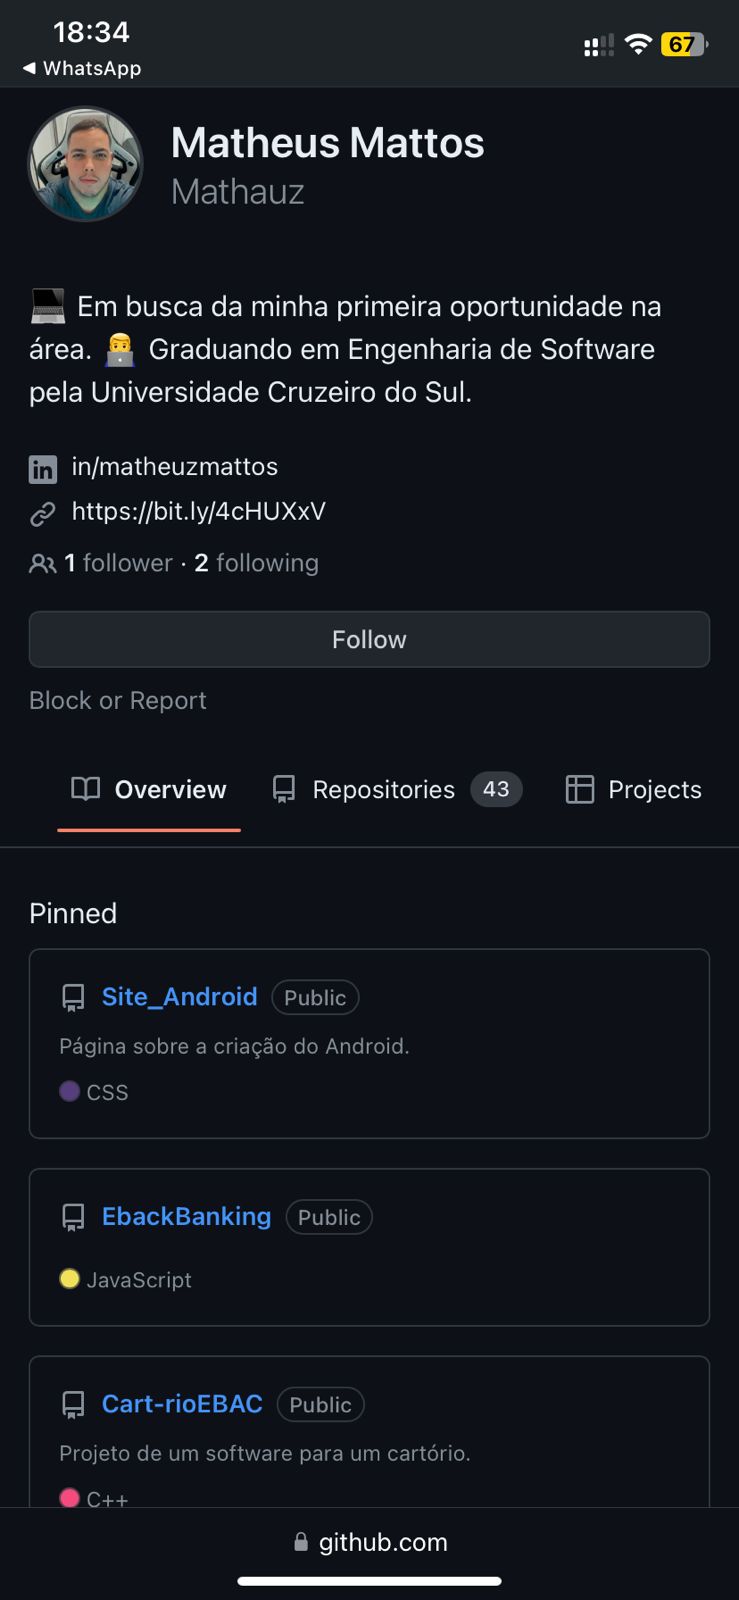 18:34
67
◀ WhatsApp
Matheus Mattos
Mathauz
💻 Em busca da minha primeira oportunidade na
área. 👨‍💻 Graduando em Engenharia de Software
pela Universidade Cruzeiro do Sul.
in/matheuzmattos
https://bit.ly/4cHUXxV
1 follower · 2 following
Follow
Block or Report
Overview Repositories 43 Projects
Pinned
Site_Android Public
Página sobre a criação do Android.
CSS
EbackBanking Public
JavaScript
Cart-rioEBAC Public
Projeto de um software para um cartório.
C++
github.com